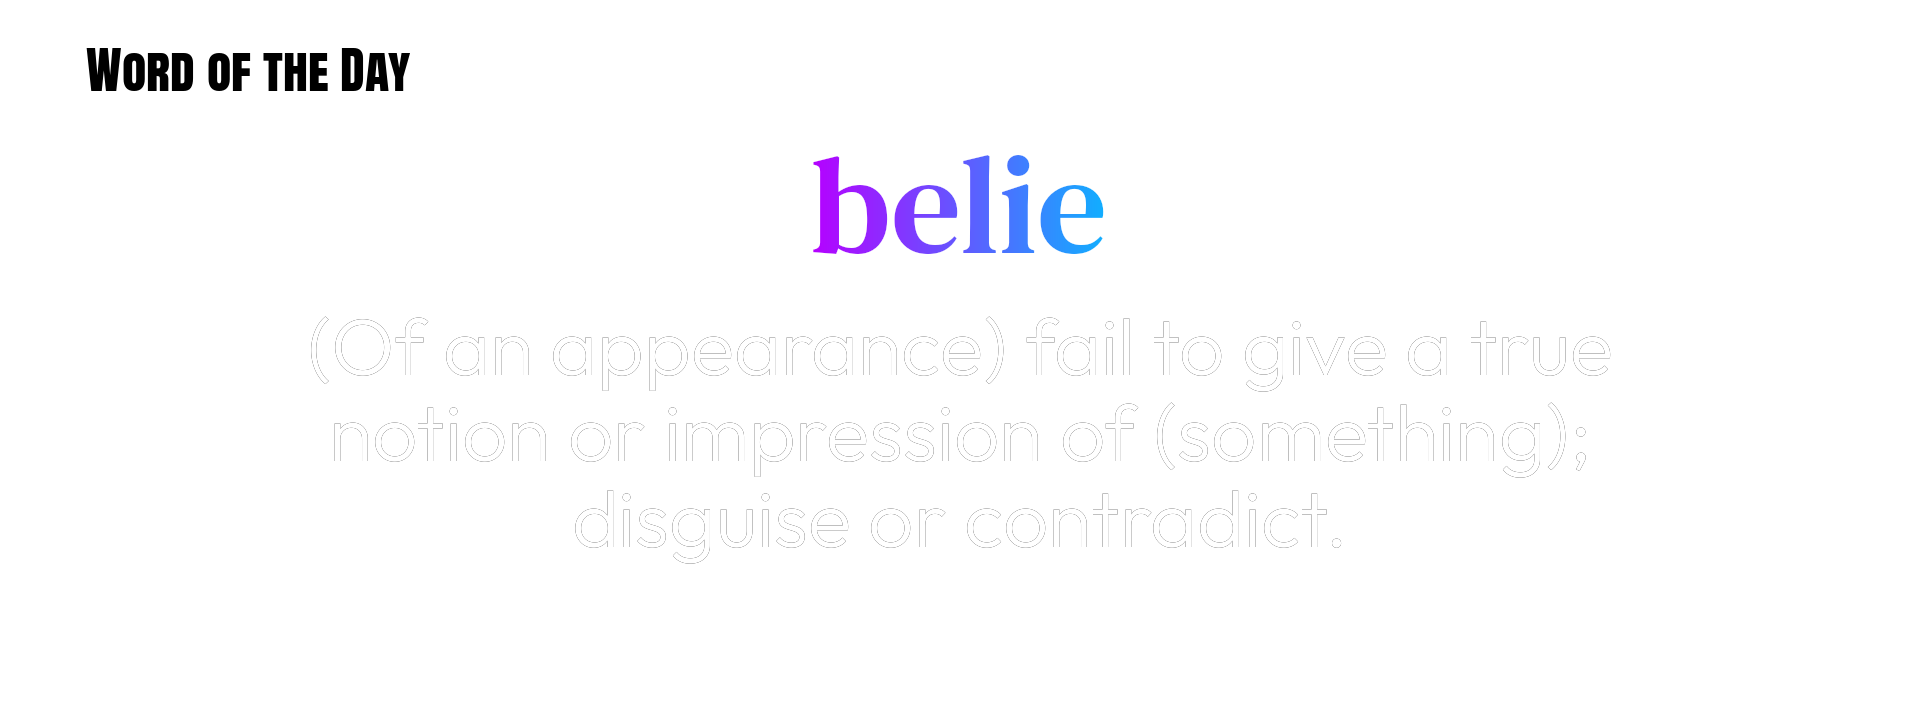 Word of the Day
belie
(Of an appearance) fail to give a true
notion or impression of (something);
disguise or contradict.